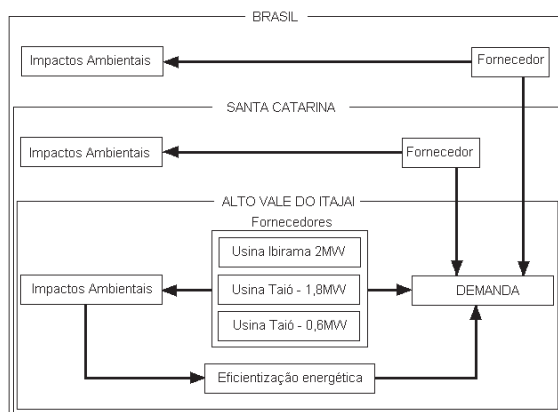 BRASIL
Impactos Ambientais
Fornecedor
SANTA CATARINA
Impactos Ambientais
Fornecedor
ALTO VALE DO ITAJAI
Fornecedores
Usina Ibirama 2MW
Impactos Ambientais
Usina Taió - 1,8MW
DEMANDA
Usina Taió - 0,6MW
Eficientização energética